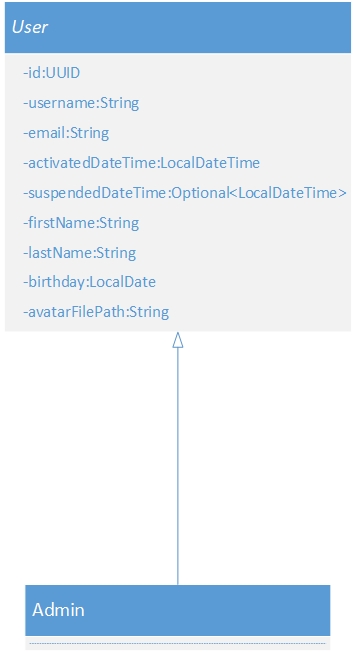 User
-id:UUID
-username:String
-email:String
-activatedDateTime:LocalDateTime
-suspendedDateTime:Optional<LocalDateTime>
-firstName:String
-lastName:String
-birthday:LocalDate
-avatarFilePath:String
Admin